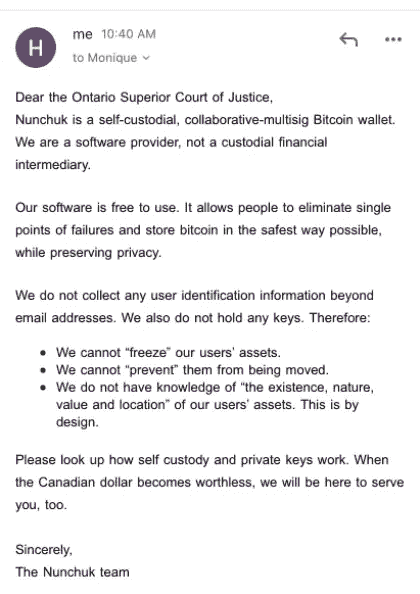 H
me 10:40 AM
to Monique
Dear the Ontario Superior Court of Justice,
Nunchuk is a self-custodial, collaborative-multisig Bitcoin wallet.
We are a software provider, not a custodial financial
intermediary.
Our software is free to use. It allows people to eliminate single
points of failures and store bitcoin in the safest way possible,
while preserving privacy.
We do not collect any user identification information beyond
email addresses. We also do not hold any keys. Therefore:
• We cannot “freeze” our users’ assets.
• We cannot “prevent” them from being moved.
• We do not have knowledge of “the existence, nature,
value and location” of our users’ assets. This is by
design.
Please look up how self custody and private keys work. When
the Canadian dollar becomes worthless, we will be here to serve
you, too.
Sincerely,
The Nunchuk team